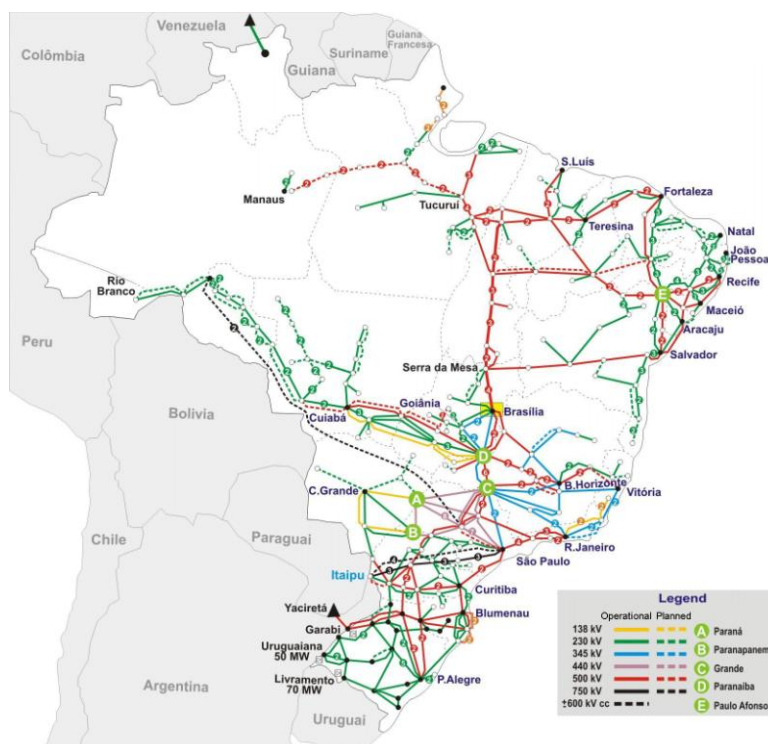 Venezuela
Guiana
Francesa
Colômbia
Suriname
Guiana
S.Luis
Fortaleza
Manaus
Tucuruí
Teresina
Natal
João
Pessoa
Rio
Branco
E
Recife
Maceió
Aracaju
Peru
Salvador
Serra da Mesa
Bolivia
Goiânia
Brasília
Cuiabá
D
C.Grande
A
C
B.Horizonte
Vitória
B
Paraguai
Chile
R.Janeiro
São Paulo
Itaipu
Curitiba
Yaciretá
Blumenau
Garabi
Uruguaiana
50 MW
Livramento
70 MW
P.Alegre
Argentina
Uruguai
Legend
Operational Planned
138 kV A Paraná
230 kV B Paranapanem
345 kV
440 kV C Grande
500 kV D Paranaíba
750 kV
±600 kV cc E Paulo Afonso